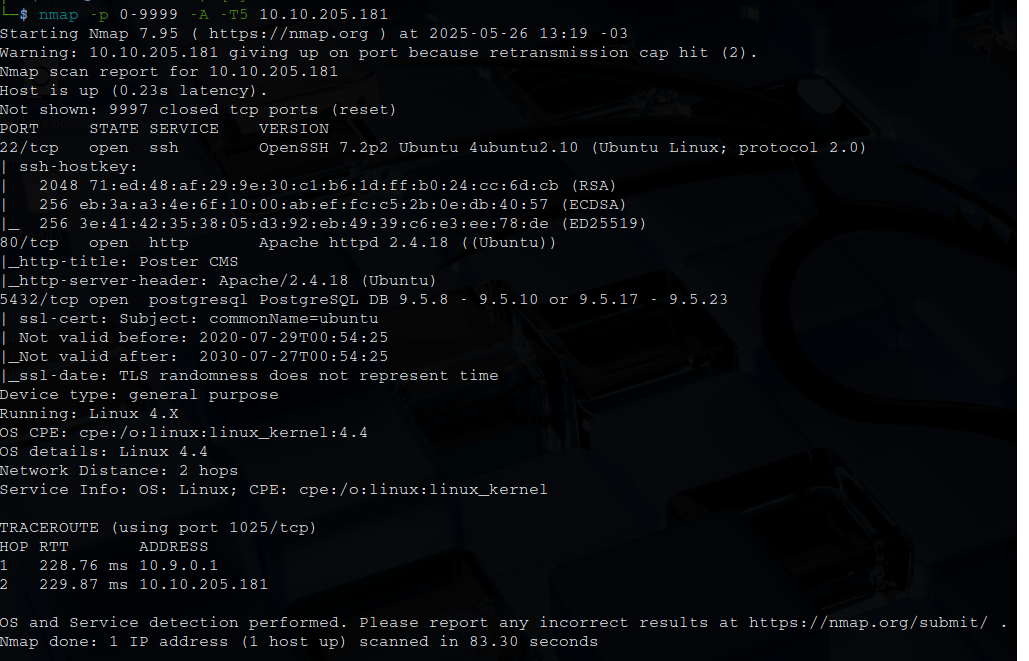 └─$ nmap -p 0-9999 -A -T5 10.10.205.181
Starting Nmap 7.95 ( https://nmap.org ) at 2025-05-26 13:19 -03
Warning: 10.10.205.181 giving up on port because retransmission cap hit (2).
Nmap scan report for 10.10.205.181
Host is up (0.23s latency).
Not shown: 9997 closed tcp ports (reset)
PORT     STATE SERVICE    VERSION
22/tcp   open  ssh        OpenSSH 7.2p2 Ubuntu 4ubuntu2.10 (Ubuntu Linux; protocol 2.0)
| ssh-hostkey:
|   2048 71:ed:48:af:29:9e:30:c1:b6:1d:ff:b0:24:cc:6d:cb (RSA)
|   256 eb:3a:a3:4e:6f:10:00:ab:ef:fc:c5:2b:0e:db:40:57 (ECDSA)
|_  256 3e:41:42:35:38:05:d3:92:eb:49:39:c6:e3:ee:78:de (ED25519)
80/tcp   open  http       Apache httpd 2.4.18 ((Ubuntu))
|_http-title: Poster CMS
|_http-server-header: Apache/2.4.18 (Ubuntu)
5432/tcp open  postgresql PostgreSQL DB 9.5.8 - 9.5.10 or 9.5.17 - 9.5.23
| ssl-cert: Subject: commonName=ubuntu
| Not valid before: 2020-07-29T00:54:25
|_Not valid after:  2030-07-27T00:54:25
|_ssl-date: TLS randomness does not represent time
Device type: general purpose
Running: Linux 4.X
OS CPE: cpe:/o:linux:linux_kernel:4.4
OS details: Linux 4.4
Network Distance: 2 hops
Service Info: OS: Linux; CPE: cpe:/o:linux:linux_kernel
TRACEROUTE (using port 1025/tcp)
HOP RTT       ADDRESS
1   228.76 ms 10.9.0.1
2   229.87 ms 10.10.205.181
OS and Service detection performed. Please report any incorrect results at https://nmap.org/submit/ .
Nmap done: 1 IP address (1 host up) scanned in 83.30 seconds